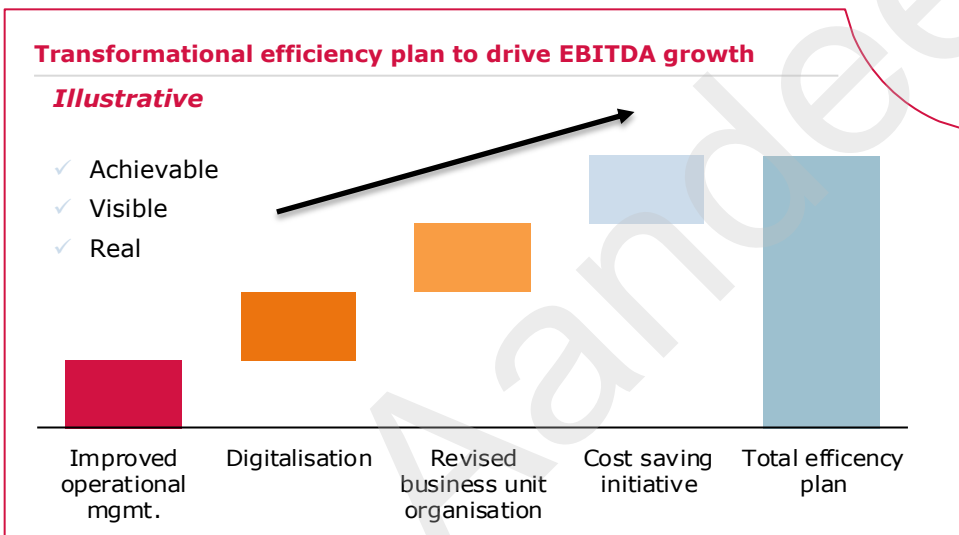 Transformational efficiency plan to drive EBITDA growth
Illustrative
Achievable
Visible
Real
Improved
operational
mgmt.
Digitalisation
Revised
business unit
organisation
Cost saving
initiative
Total efficency
plan